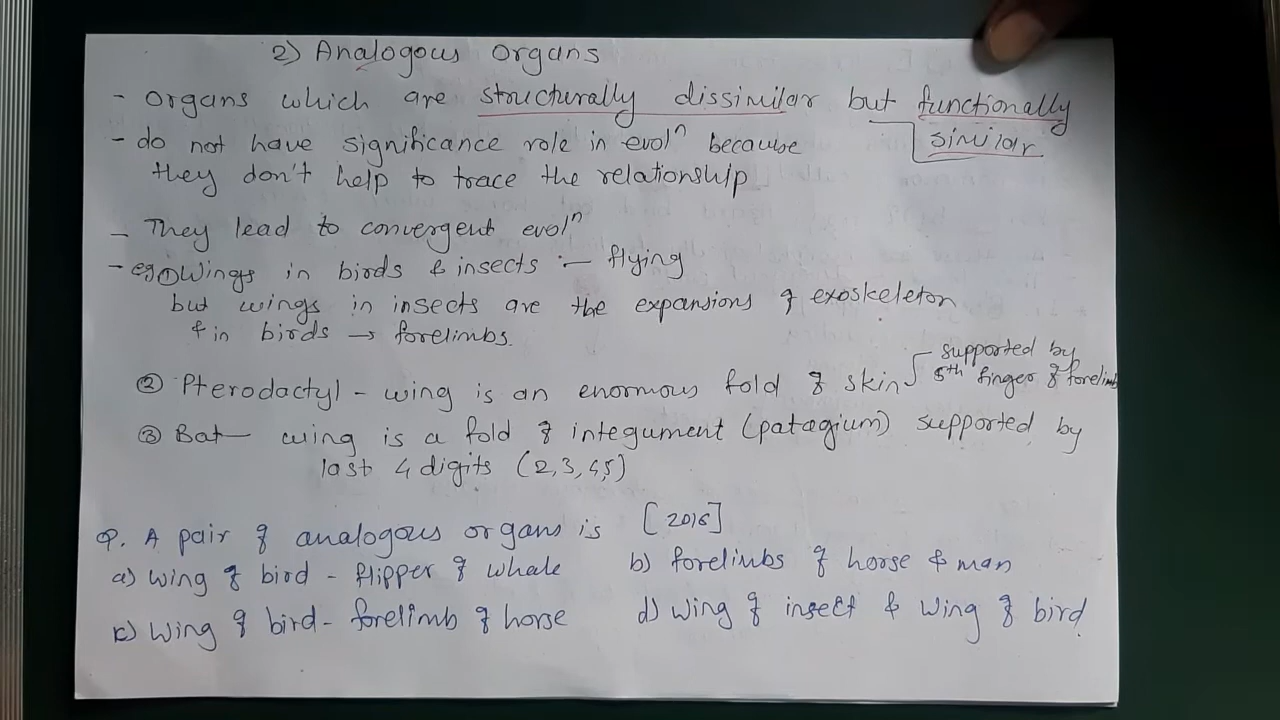 2) Analogous Organs
- Organs which are structurally dissimilar but functionally
similar
- do not have significance role in evolⁿ because
they don't help to trace the relationship
- They lead to convergent evolⁿ
- eg ① Wings in birds & insects :- flying
but wings in insects are the expansions of exoskeleton
& in birds → forelimbs.
② Pterodactyl - wing is an enormous fold of skin
supported by
5th finger of forelimb
③ Bat - wing is a fold of integument (patagium) supported by
last 4 digits (2,3,4,5)
Q. A pair of analogous organs is [2016]
a) wing of bird - flipper of whale b) forelimbs of horse & man
c) wing of bird - forelimb of horse d) wing of insect & wing of bird.